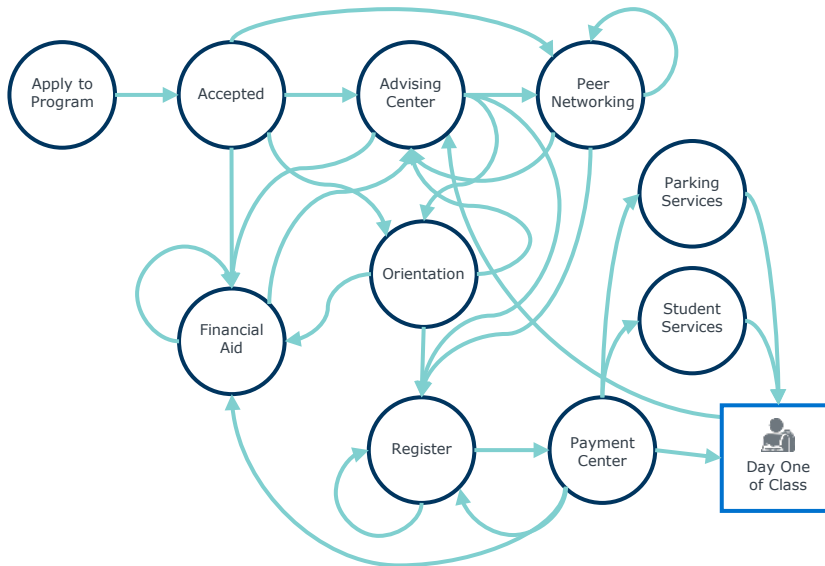 Apply to
Program
Accepted
Advising
Center
Peer
Networking
Parking
Services
Orientation
Student
Services
Financial
Aid
Register
Payment
Center
Day One
of Class